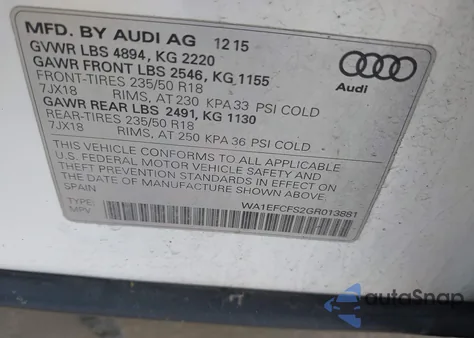 MFD. BY AUDI AG 12 15
GVWR LBS 4894, KG 2220
GAWR FRONT LBS 2546, KG 1155
FRONT-TIRES 235/50 R18
7JX18 RIMS, AT 230 KPA 33 PSI COLD
GAWR REAR LBS 2491, KG 1130
REAR-TIRES 235/50 R18
7JX18 RIMS, AT 250 KPA 36 PSI COLD
THIS VEHICLE CONFORMS TO ALL APPLICABLE
U.S. FEDERAL MOTOR VEHICLE SAFETY AND
THEFT PREVENTION STANDARDS IN EFFECT ON
THE DATE OF MANUFACTURE SHOWN ABOVE.
SPAIN
TYPE: WA1EFCFS2GR013881
MPV
Audi
autoSnap